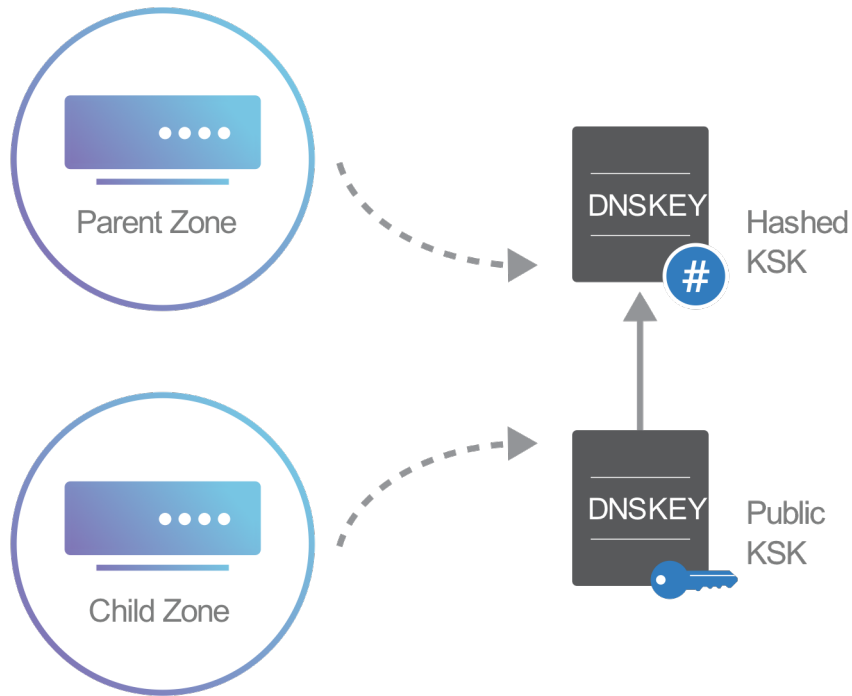 Parent Zone
DNSKEY
#
Hashed
KSK
Child Zone
DNSKEY
Public
KSK